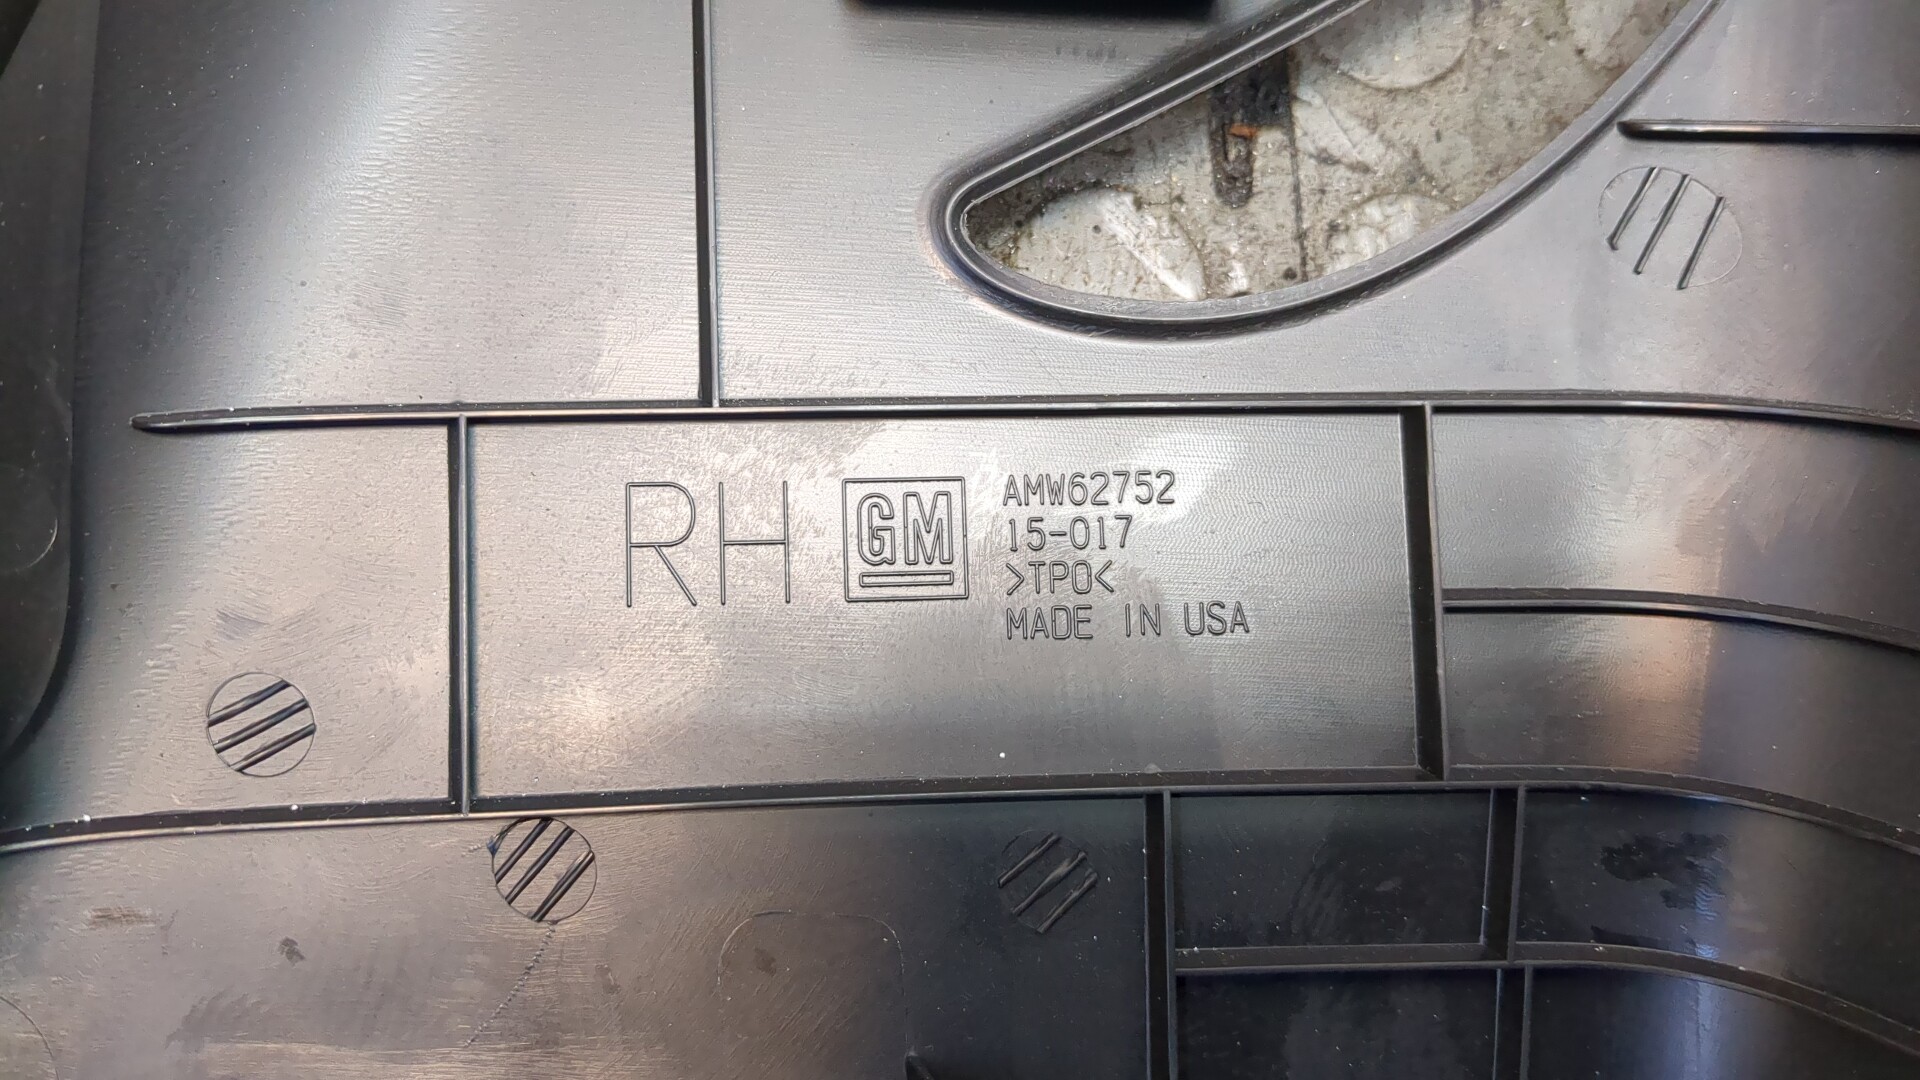 RH
GM
AMW62752
15-017
>TPO<
MADE IN USA